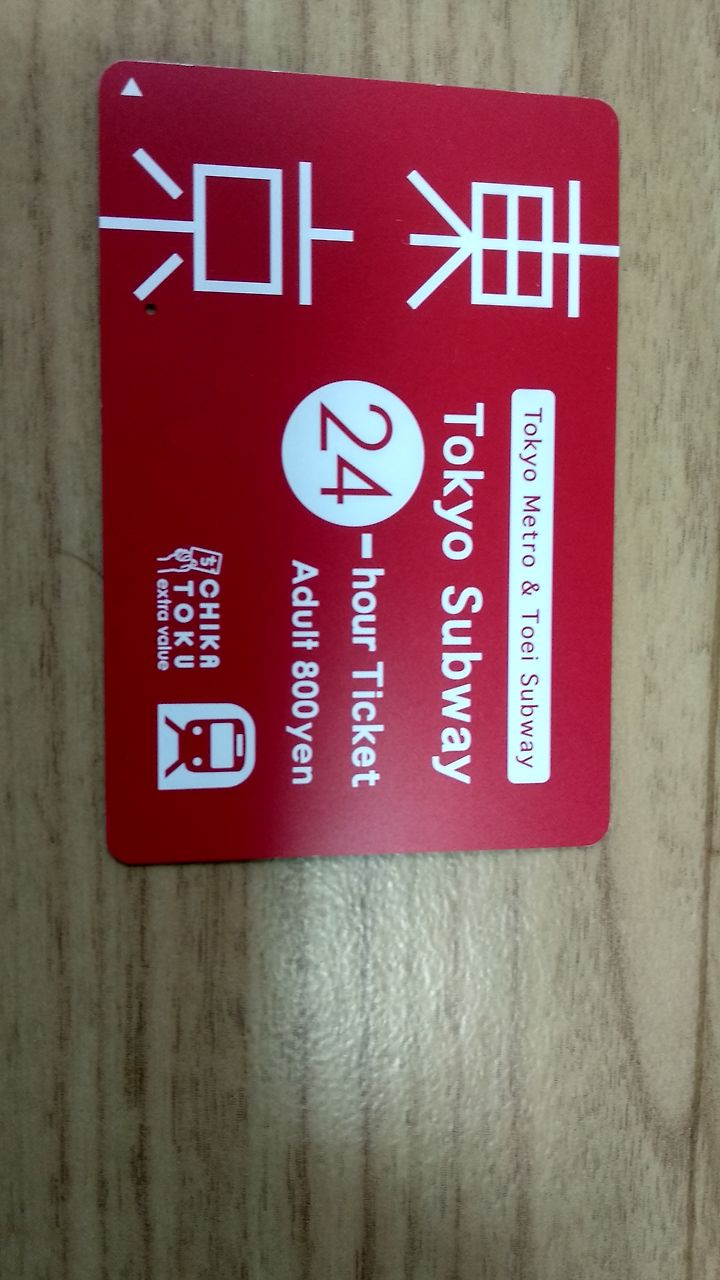 東京
Tokyo Metro & Toei Subway
Tokyo Subway
24-hour Ticket
Adult 800yen
CHIKA
TOKU
extra value